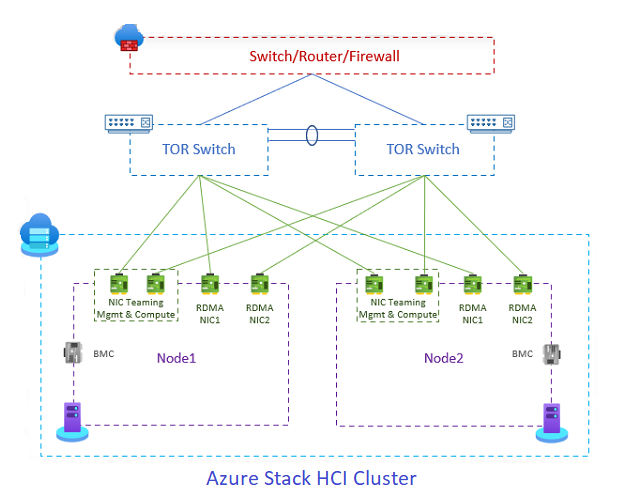 Switch/Router/Firewall
TOR Switch
TOR Switch
NIC Teaming
Mgmt & Compute
RDMA
NIC1
RDMA
NIC2
NIC Teaming
Mgmt & Compute
RDMA
NIC1
RDMA
NIC2
BMC
Node1
Node2
BMC
Azure Stack HCI Cluster